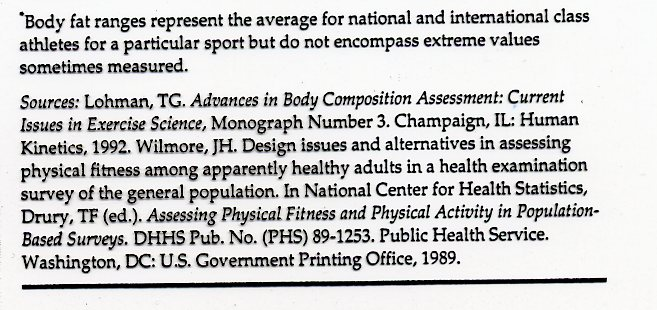 *Body fat ranges represent the average for national and international class
athletes for a particular sport but do not encompass extreme values
sometimes measured.
Sources: Lohman, TG. Advances in Body Composition Assessment: Current
Issues in Exercise Science, Monograph Number 3. Champaign, IL: Human
Kinetics, 1992. Wilmore, JH. Design issues and alternatives in assessing
physical fitness among apparently healthy adults in a health examination
survey of the general population. In National Center for Health Statistics,
Drury, TF (ed.). Assessing Physical Fitness and Physical Activity in Population-
Based Surveys. DHHS Pub. No. (PHS) 89-1253. Public Health Service.
Washington, DC: U.S. Government Printing Office, 1989.